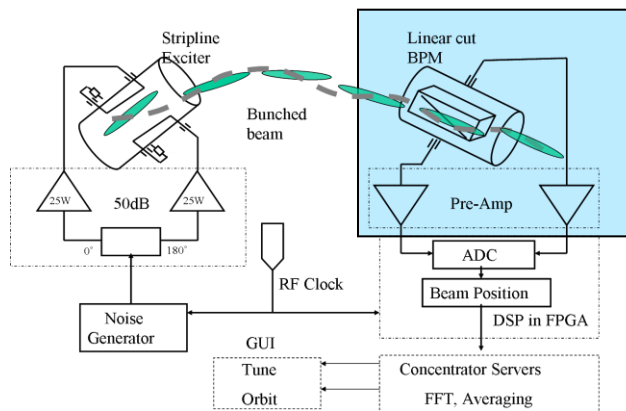 Stripline
Exciter
Linear cut
BPM
Bunched
beam
25W
50dB
25W
Pre-Amp
0°
180°
ADC
RF Clock
Beam Position
Noise
Generator
DSP in FPGA
GUI
Tune
Orbit
Concentrator Servers
FFT, Averaging